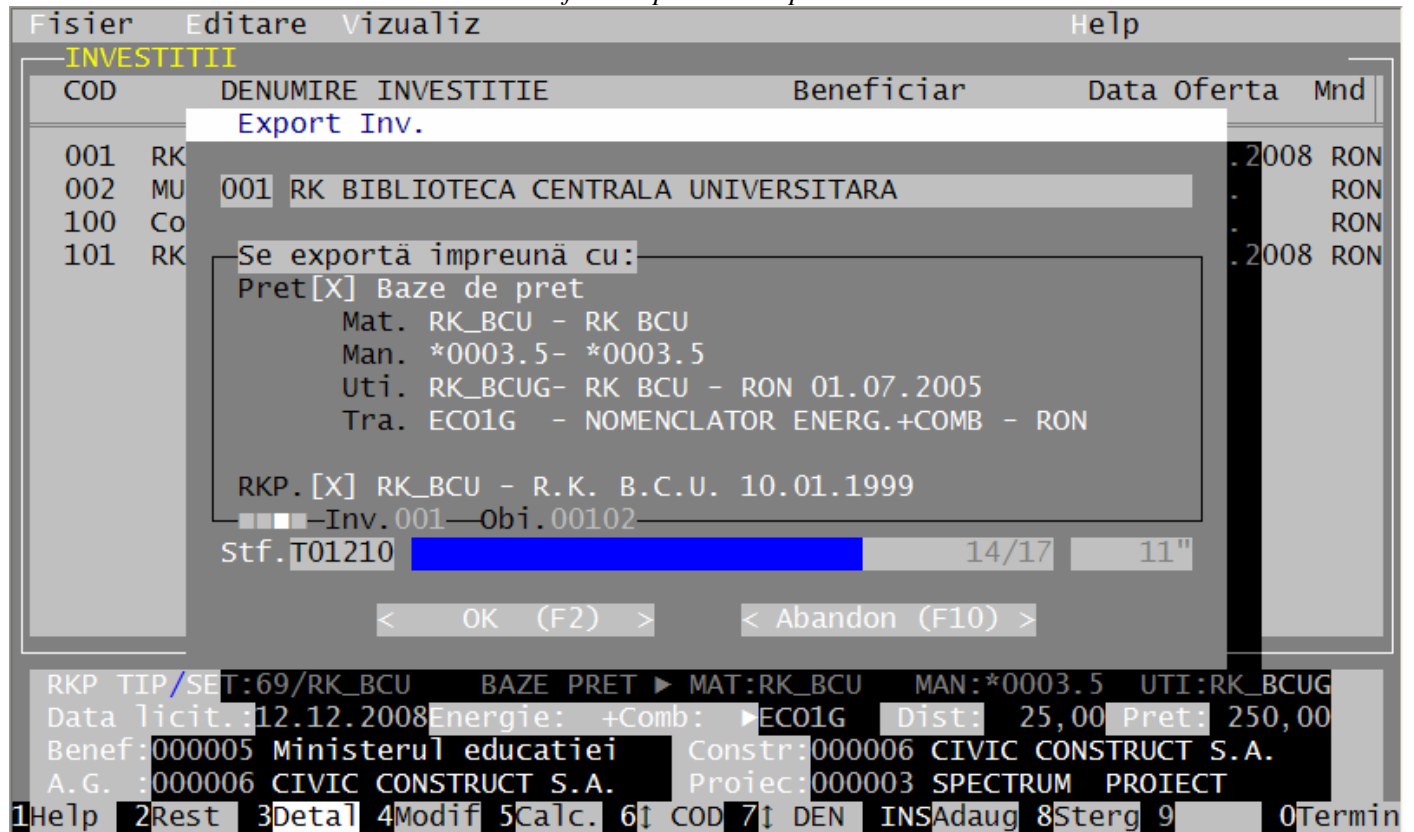 Fisier Editare Vizualiz Help
INVESTITII
COD DENUMIRE INVESTITIE Beneficiar Data Oferta Mnd
Export Inv.
001 RK .2008 RON
002 MU 001 RK BIBLIOTECA CENTRALA UNIVERSITARA . RON
100 Co . RON
101 RK Se exportă impreună cu: .2008 RON
Pret[X] Baze de pret
Mat. RK_BCU - RK BCU
Man. *0003.5- *0003.5
Uti. RK_BCUG- RK BCU - RON 01.07.2005
Tra. ECO1G - NOMENCLATOR ENERG.+COMB - RON
RKP.[X] RK_BCU - R.K. B.C.U. 10.01.1999
Inv.001 Obi.00102
Stf.T01210 14/17 11"
< OK (F2) > < Abandon (F10) >
RKP TIP/SET:69/RK_BCU BAZE PRET ► MAT:RK_BCU MAN:*0003.5 UTI:RK_BCUG
Data licit.:12.12.2008Energie: +Comb: ►ECO1G Dist: 25,00 Pret: 250,00
Benef:000005 Ministerul educatiei Constr:000006 CIVIC CONSTRUCT S.A.
A.G. :000006 CIVIC CONSTRUCT S.A. Proiec:000003 SPECTRUM PROIECT
1Help 2Rest 3Detal 4Modif 5Calc. 6↕ COD 7↕ DEN INSAdaug 8Sterg 9 0Termin